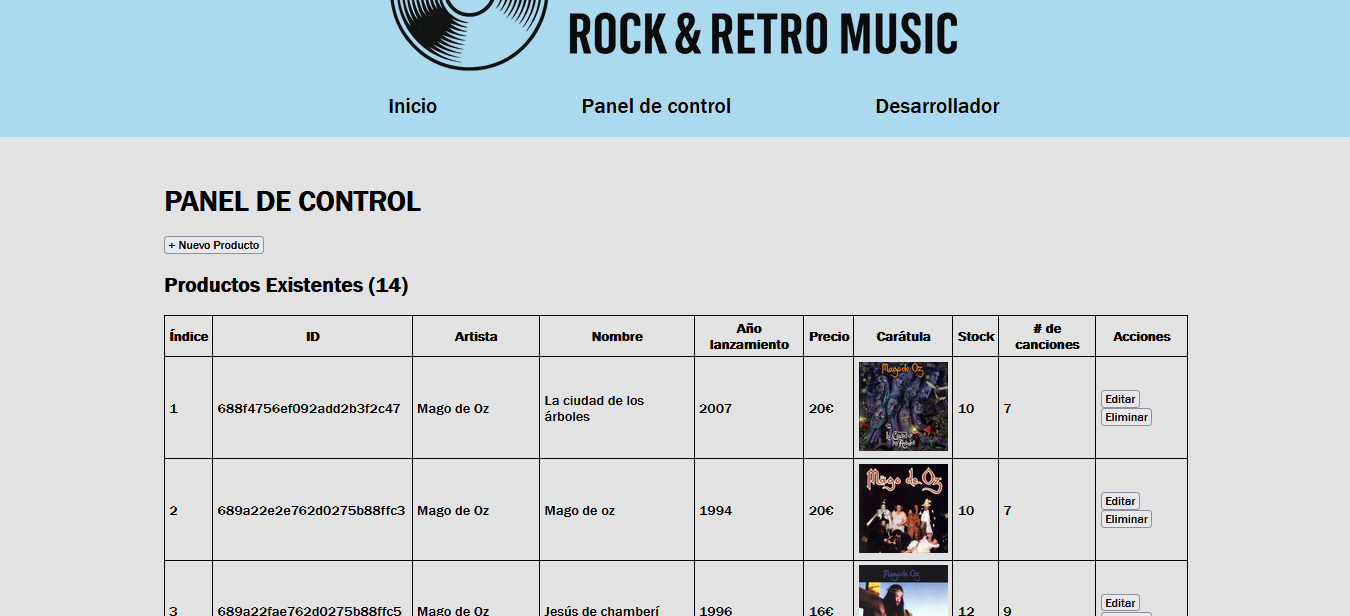 ROCK & RETRO MUSIC
Inicio Panel de control Desarrollador
PANEL DE CONTROL
+ Nuevo Producto
Productos Existentes (14)
Índice ID Artista Nombre Año lanzamiento Precio Carátula Stock # de canciones Acciones
1 688f4756ef092add2b3f2c47 Mago de Oz La ciudad de los árboles 2007 20€ Mago de Oz La Ciudad de los Árboles 10 7 Editar Eliminar
2 689a22e2e762d0275b88ffc3 Mago de Oz Mago de oz 1994 20€ Mago de Oz 10 7 Editar Eliminar
3 689a22fae762d0275b88ffc5 Mago de Oz Jesús de chamberí 1996 16€ Mago de Oz 12 9 Editar